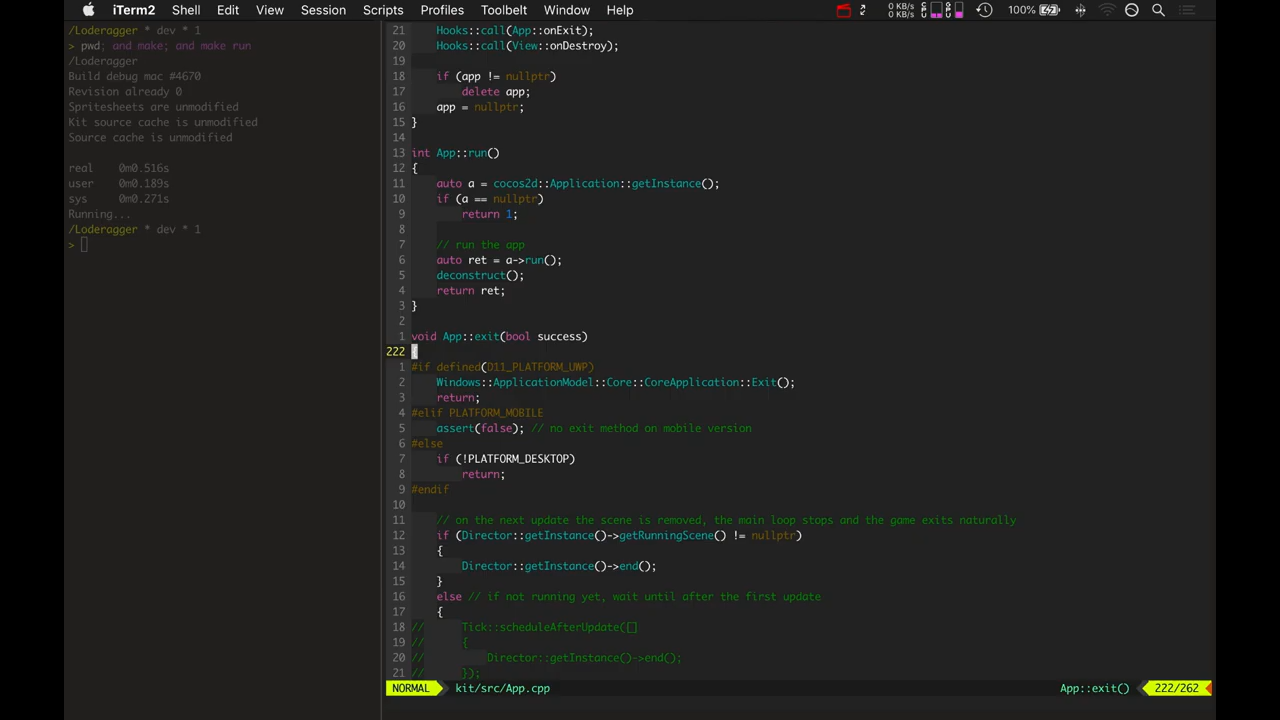 iTerm2 Shell Edit View Session Scripts Profiles Toolbelt Window Help 0 KB/s 0 KB/s 100%
/Loderagger * dev * 1
> pwd; and make; and make run
/Loderagger
Build debug mac #4670
Revision already 0
Spritesheets are unmodified
Kit source cache is unmodified
Source cache is unmodified
real 0m0.516s
user 0m0.189s
sys 0m0.271s
Running...
/Loderagger * dev * 1
>
21 Hooks::call(App::onExit);
20 Hooks::call(View::onDestroy);
19
18 if (app != nullptr)
17 delete app;
16 app = nullptr;
15 }
14
13 int App::run()
12 {
11 auto a = cocos2d::Application::getInstance();
10 if (a == nullptr)
9 return 1;
8
7 // run the app
6 auto ret = a->run();
5 deconstruct();
4 return ret;
3 }
2
1 void App::exit(bool success)
222 {
1 #if defined(D11_PLATFORM_UWP)
2 Windows::ApplicationModel::Core::CoreApplication::Exit();
3 return;
4 #elif PLATFORM_MOBILE
5 assert(false); // no exit method on mobile version
6 #else
7 if (!PLATFORM_DESKTOP)
8 return;
9 #endif
10
11 // on the next update the scene is removed, the main loop stops and the game exits naturally
12 if (Director::getInstance()->getRunningScene() != nullptr)
13 {
14 Director::getInstance()->end();
15 }
16 else // if not running yet, wait until after the first update
17 {
18 // Tick::scheduleAfterUpdate([]
19 // {
20 // Director::getInstance()->end();
21 // });
NORMAL kit/src/App.cpp App::exit() 222/262